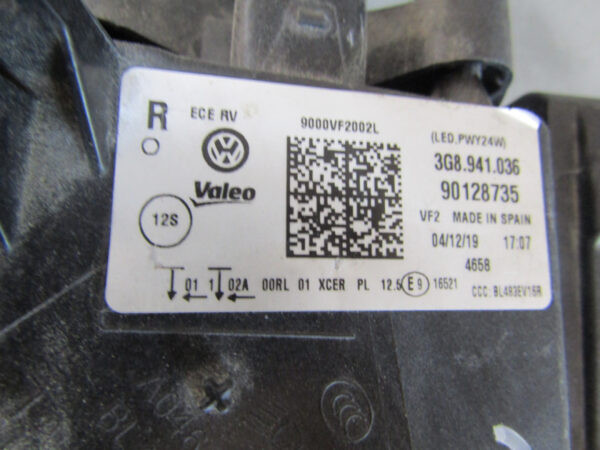 R ECE RV
9000VF2002L
(LED,PWY24W)
3G8.941.036
Valeo
90128735
12S
VF2 MADE IN SPAIN
04/12/19 17:07
4658
01 1 02A 00RL 01 XCER PL 12.5 E9 16521
CCC:
BL